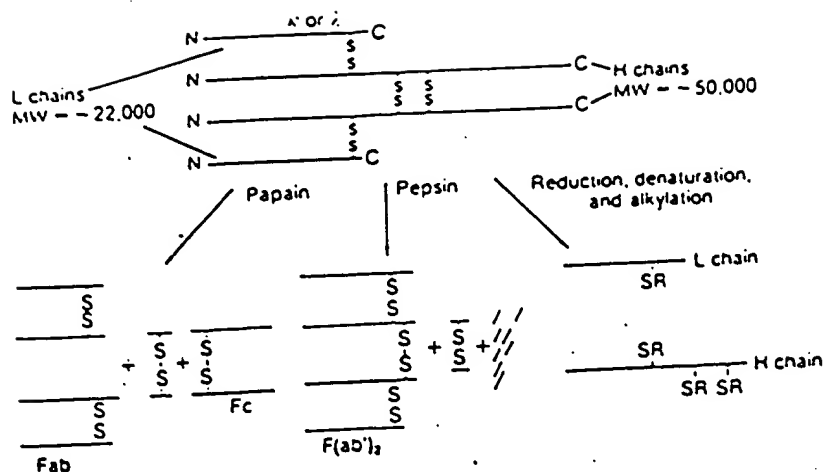 κ or λ
N C
S
S
N C H chains
L chains
MW – ~ 22,000
S S
S S
MW – ~ 50,000
N C
S
S
N C
Papain
Pepsin
Reduction, denaturation,
and alkylation
L chain
SR
S
S
S
S
+ S + S
S S
S S
+ S +
S S
SR
H chain
SR SR
Fc
S
S
S
S
Fab
F(ab')₂